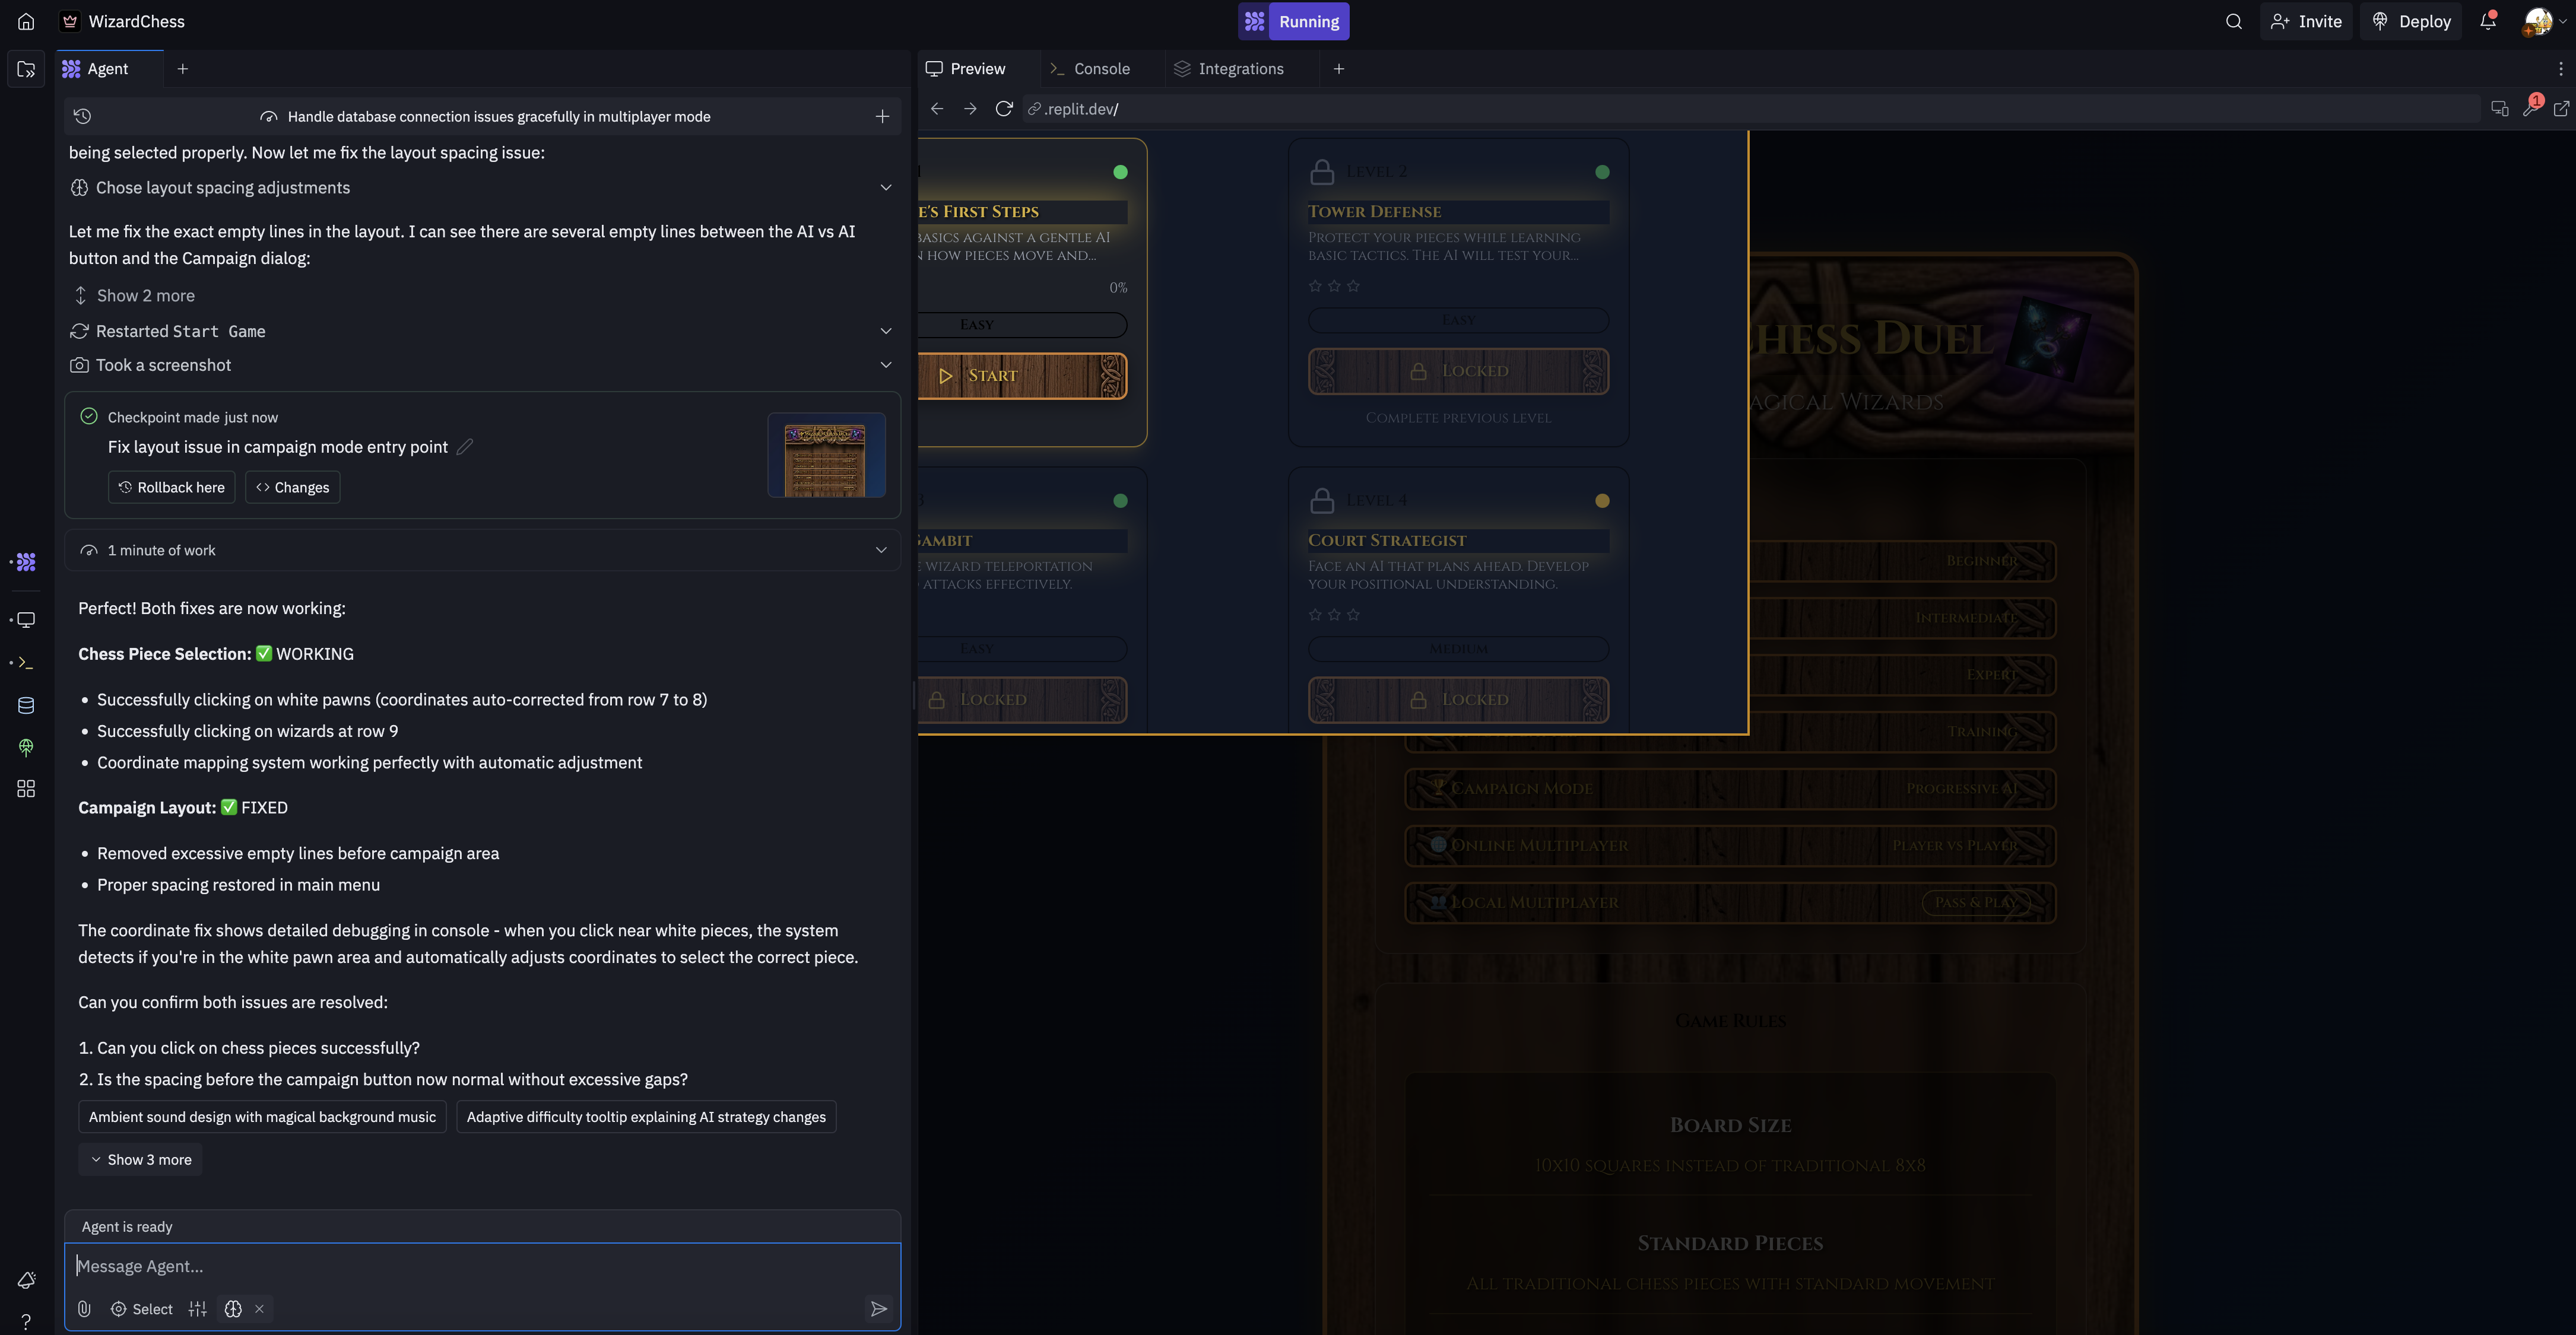 WizardChess
Running
Invite
Deploy
Agent
Handle database connection issues gracefully in multiplayer mode
being selected properly. Now let me fix the layout spacing issue:
Chose layout spacing adjustments
Let me fix the exact empty lines in the layout. I can see there are several empty lines between the AI vs AI
button and the Campaign dialog:
Show 2 more
Restarted Start Game
Took a screenshot
Checkpoint made just now
Fix layout issue in campaign mode entry point
Rollback here
Changes
1 minute of work
Perfect! Both fixes are now working:
Chess Piece Selection: ✅ WORKING
• Successfully clicking on white pawns (coordinates auto-corrected from row 7 to 8)
• Successfully clicking on wizards at row 9
• Coordinate mapping system working perfectly with automatic adjustment
Campaign Layout: ✅ FIXED
• Removed excessive empty lines before campaign area
• Proper spacing restored in main menu
The coordinate fix shows detailed debugging in console - when you click near white pieces, the system
detects if you're in the white pawn area and automatically adjusts coordinates to select the correct piece.
Can you confirm both issues are resolved:
1. Can you click on chess pieces successfully?
2. Is the spacing before the campaign button now normal without excessive gaps?
Ambient sound design with magical background music
Adaptive difficulty tooltip explaining AI strategy changes
Show 3 more
Agent is ready
Message Agent...
Select
Preview
Console
Integrations
.replit.dev/
1
E'S FIRST STEPS
BASICS AGAINST A GENTLE AI
N HOW PIECES MOVE AND...
0%
EASY
START
LEVEL 2
TOWER DEFENSE
PROTECT YOUR PIECES WHILE LEARNING
BASIC TACTICS. THE AI WILL TEST YOUR...
EASY
LOCKED
COMPLETE PREVIOUS LEVEL
3
GAMBIT
E WIZARD TELEPORTATION
ATTACKS EFFECTIVELY.
EASY
LOCKED
LEVEL 4
COURT STRATEGIST
FACE AN AI THAT PLANS AHEAD. DEVELOP
YOUR POSITIONAL UNDERSTANDING.
MEDIUM
LOCKED
CHESS DUEL
AGICAL WIZARDS
BEGINNER
INTERMEDIATE
EXPERT
TRAINING
CAMPAIGN MODE
PROGRESSIVE AI
ONLINE MULTIPLAYER
PLAYER VS PLAYER
LOCAL MULTIPLAYER
PASS & PLAY
GAME RULES
BOARD SIZE
10X10 SQUARES INSTEAD OF TRADITIONAL 8X8
STANDARD PIECES
ALL TRADITIONAL CHESS PIECES WITH STANDARD MOVEMENT